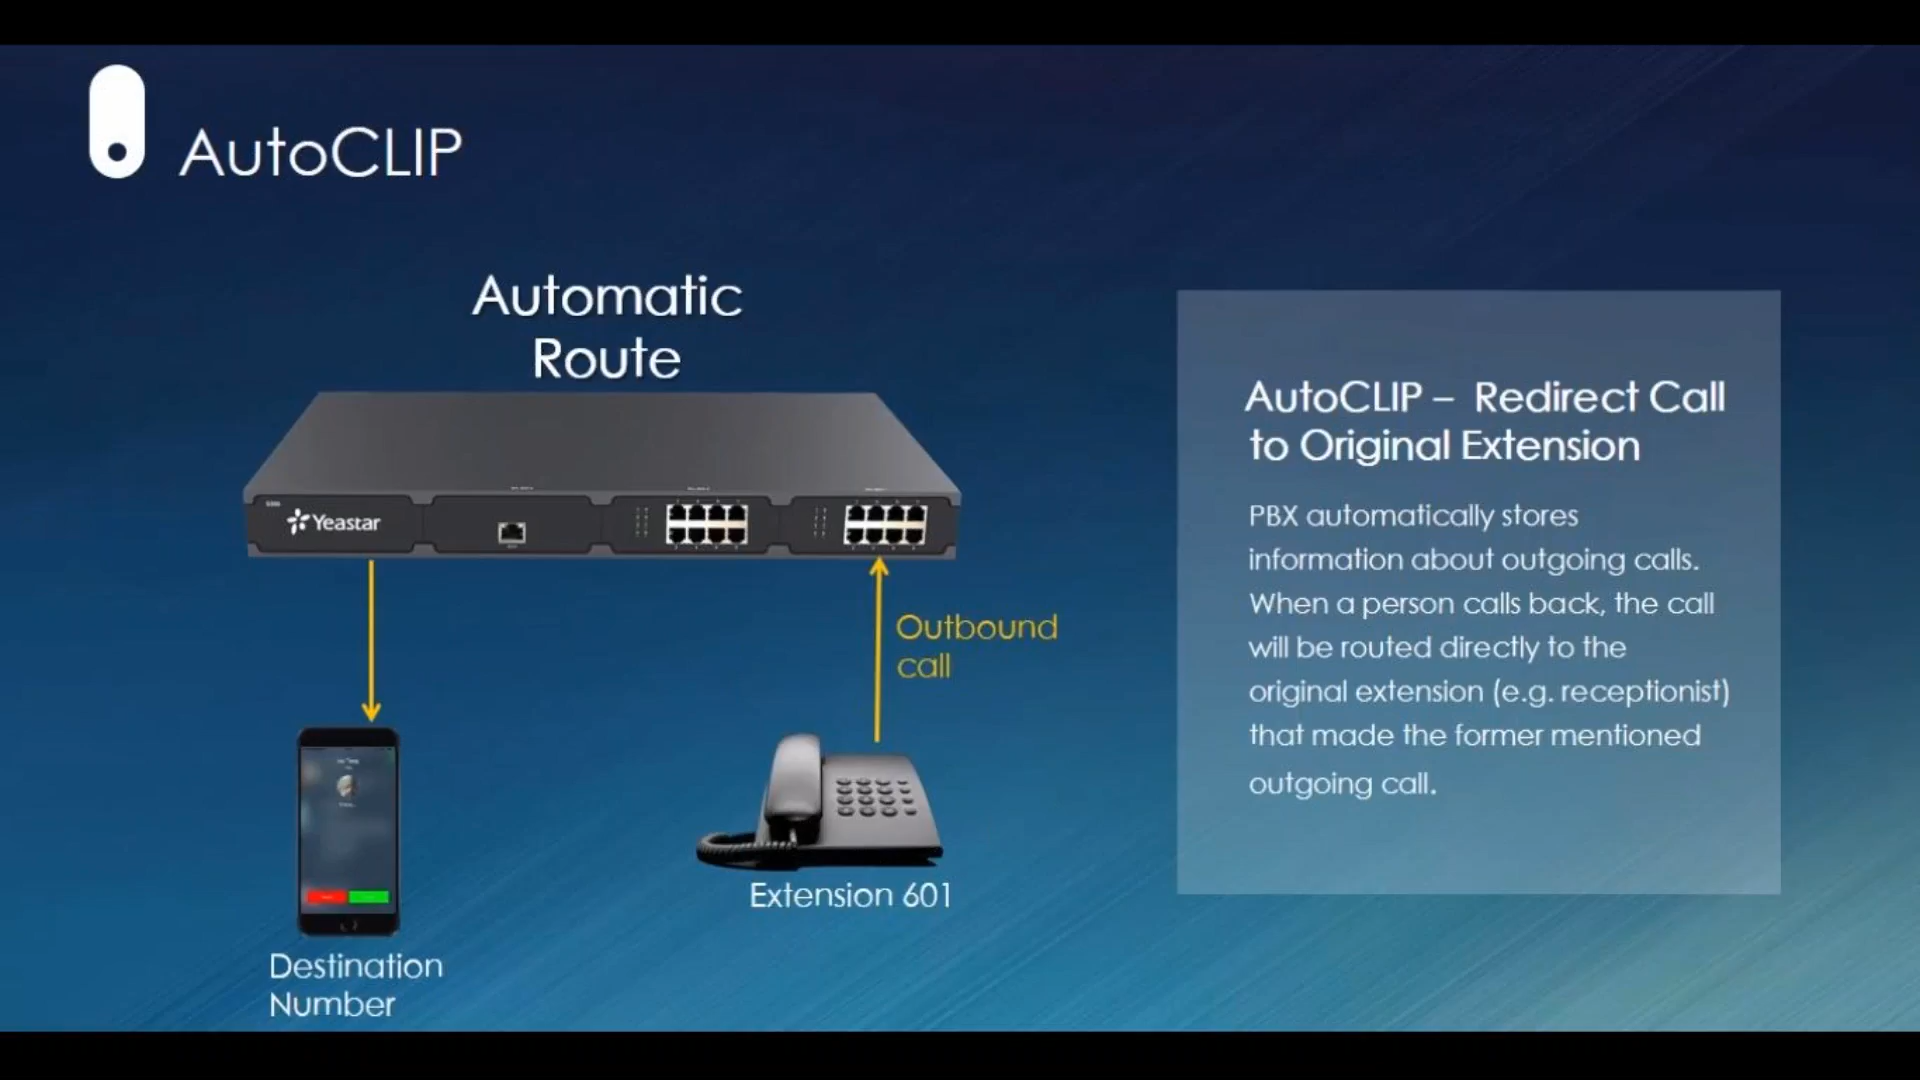 AutoCLIP
Automatic
Route
Yeastar
Outbound
call
Extension 601
Destination
Number
AutoCLIP – Redirect Call
to Original Extension
PBX automatically stores
information about outgoing calls.
When a person calls back, the call
will be routed directly to the
original extension (e.g. receptionist)
that made the former mentioned
outgoing call.